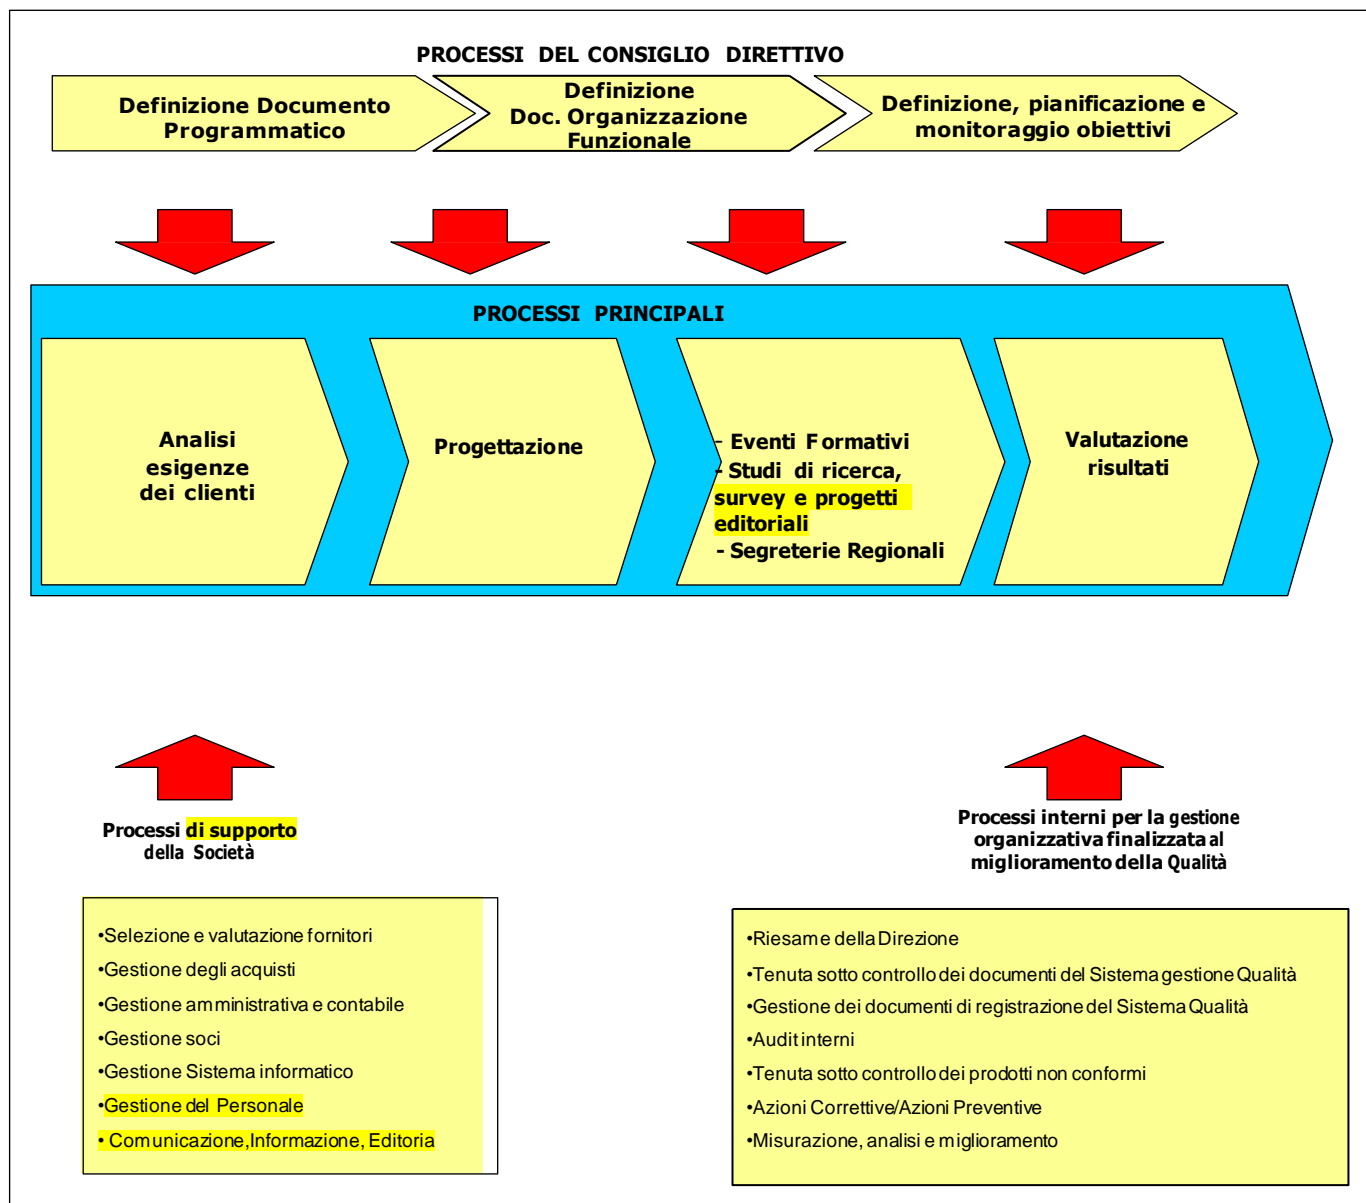 PROCESSI DEL CONSIGLIO DIRETTIVO
Definizione Documento
Programmatico
Definizione
Doc. Organizzazione
Funzionale
Definizione, pianificazione e
monitoraggio obiettivi
PROCESSI PRINCIPALI
Analisi
esigenze
dei clienti
Progettazione
- Eventi Formativi
- Studi di ricerca,
survey e progetti
editoriali
- Segreterie Regionali
Valutazione
risultati
Processi di supporto
della Società
•Selezione e valutazione fornitori
•Gestione degli acquisti
•Gestione amministrativa e contabile
•Gestione soci
•Gestione Sistema informatico
•Gestione del Personale
• Comunicazione,Informazione, Editoria
Processi interni per la gestione
organizzativa finalizzata al
miglioramento della Qualità
•Riesame della Direzione
•Tenuta sotto controllo dei documenti del Sistema gestione Qualità
•Gestione dei documenti di registrazione del Sistema Qualità
•Audit interni
•Tenuta sotto controllo dei prodotti non conformi
•Azioni Correttive/Azioni Preventive
•Misurazione, analisi e miglioramento